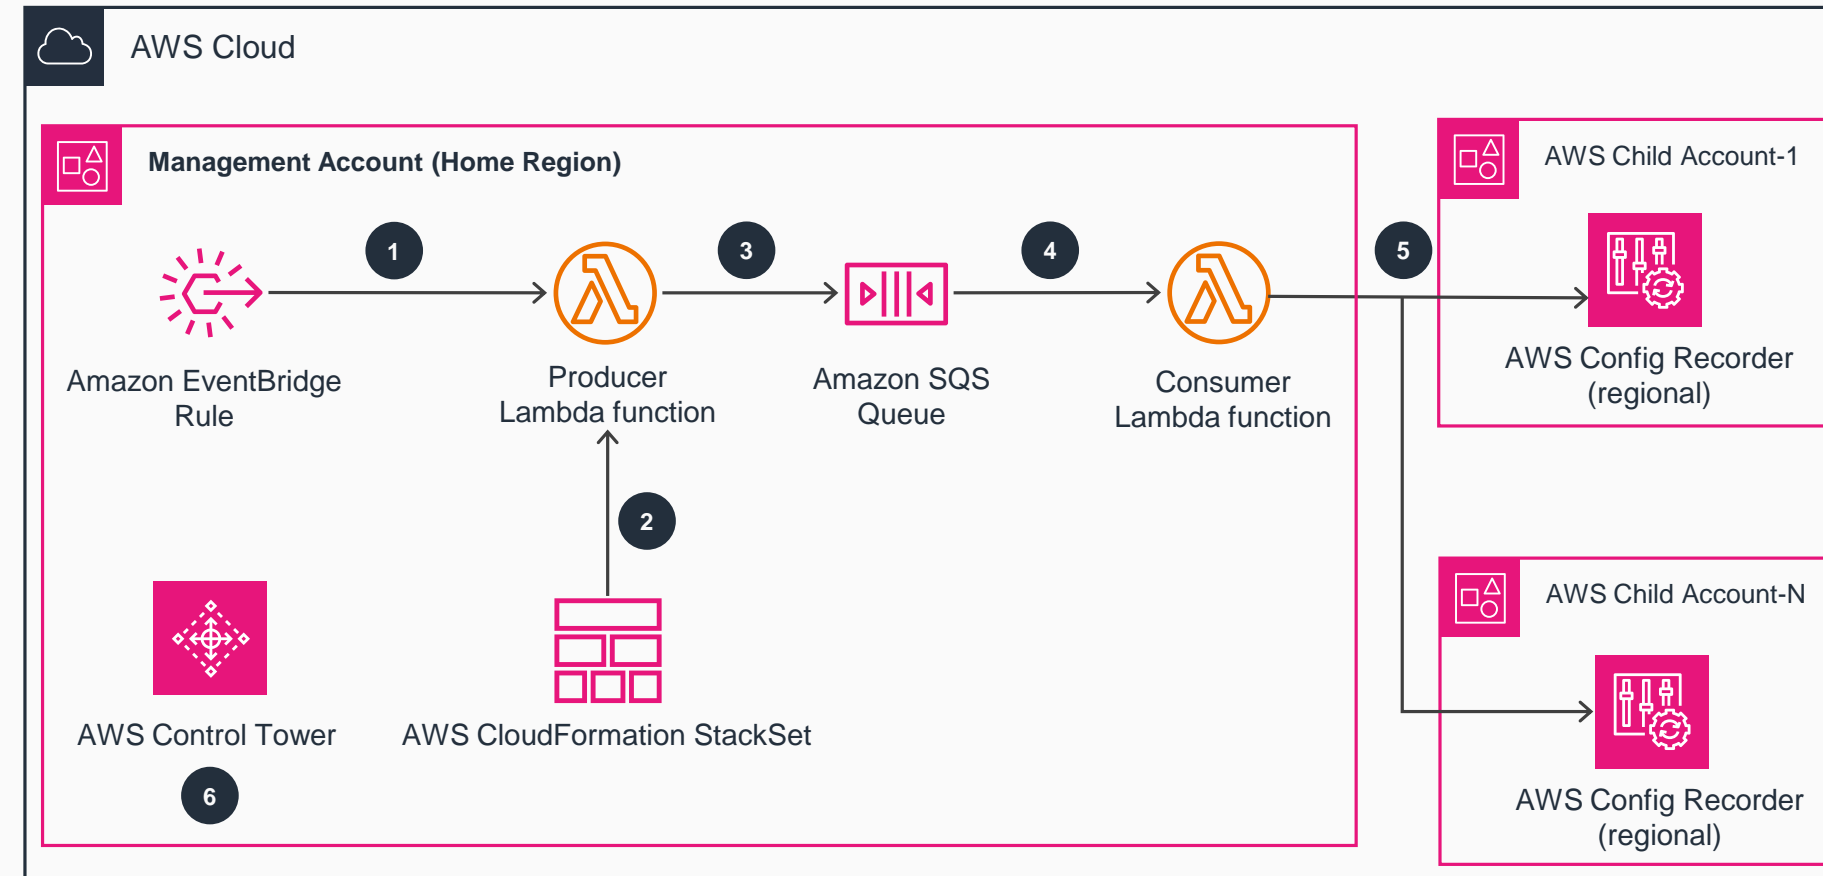 AWS Cloud
Management Account (Home Region)
AWS Child Account-1
1
3
4
5
Amazon EventBridge
Rule
Producer
Lambda function
Amazon SQS
Queue
Consumer
Lambda function
AWS Config Recorder
(regional)
2
AWS Control Tower
6
AWS CloudFormation StackSet
AWS Child Account-N
AWS Config Recorder
(regional)